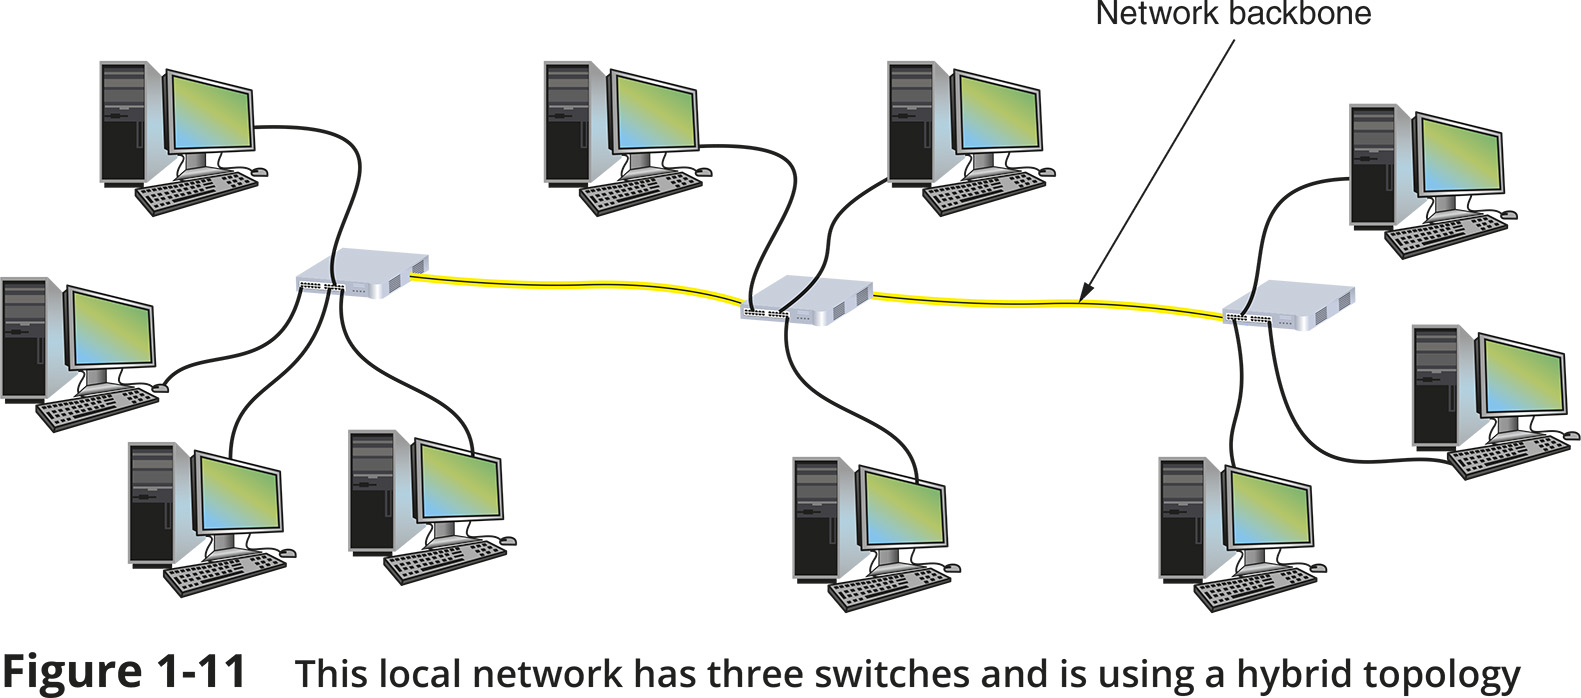 Network backbone
Figure 1-11 This local network has three switches and is using a hybrid topology